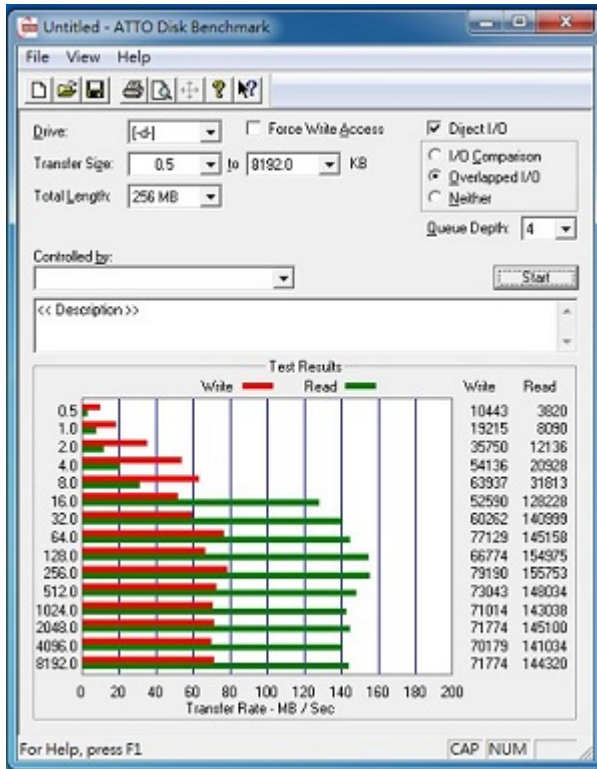 Untitled - ATTO Disk Benchmark
File View Help
Drive: [-d-] Force Write Access Direct I/O
Transfer Size: 0.5 to 8192.0 KB I/O Comparison
Overlapped I/O
Total Length: 256 MB Neither
Queue Depth: 4
Controlled by:
Start
<< Description >>
Test Results
Write Read Write Read
0.5 10443 3820
1.0 19215 8090
2.0 35750 12136
4.0 54136 20928
8.0 63937 31813
16.0 52590 128228
32.0 60262 140999
64.0 77129 145158
128.0 66774 154975
256.0 79190 155753
512.0 73043 148034
1024.0 71014 143038
2048.0 71774 145100
4096.0 70179 141034
8192.0 71774 144320
0 20 40 60 80 100 120 140 160 180 200
Transfer Rate - MB / Sec
For Help, press F1 CAP NUM